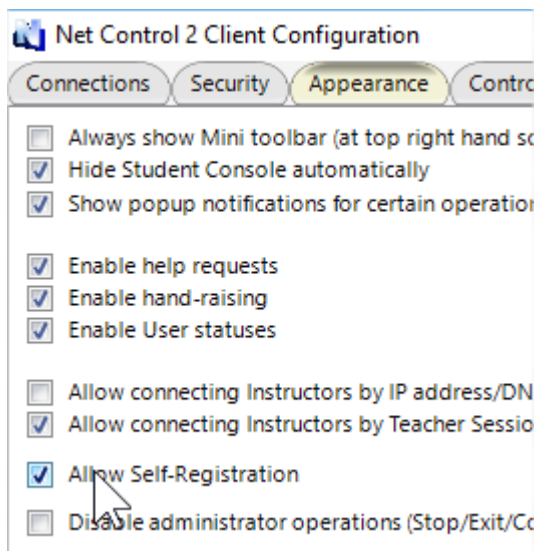 Net Control 2 Client Configuration
Connections Security Appearance Contro
Always show Mini toolbar (at top right hand sc
Hide Student Console automatically
Show popup notifications for certain operation
Enable help requests
Enable hand-raising
Enable User statuses
Allow connecting Instructors by IP address/DN
Allow connecting Instructors by Teacher Sessio
Allow Self-Registration
Disable administrator operations (Stop/Exit/Co